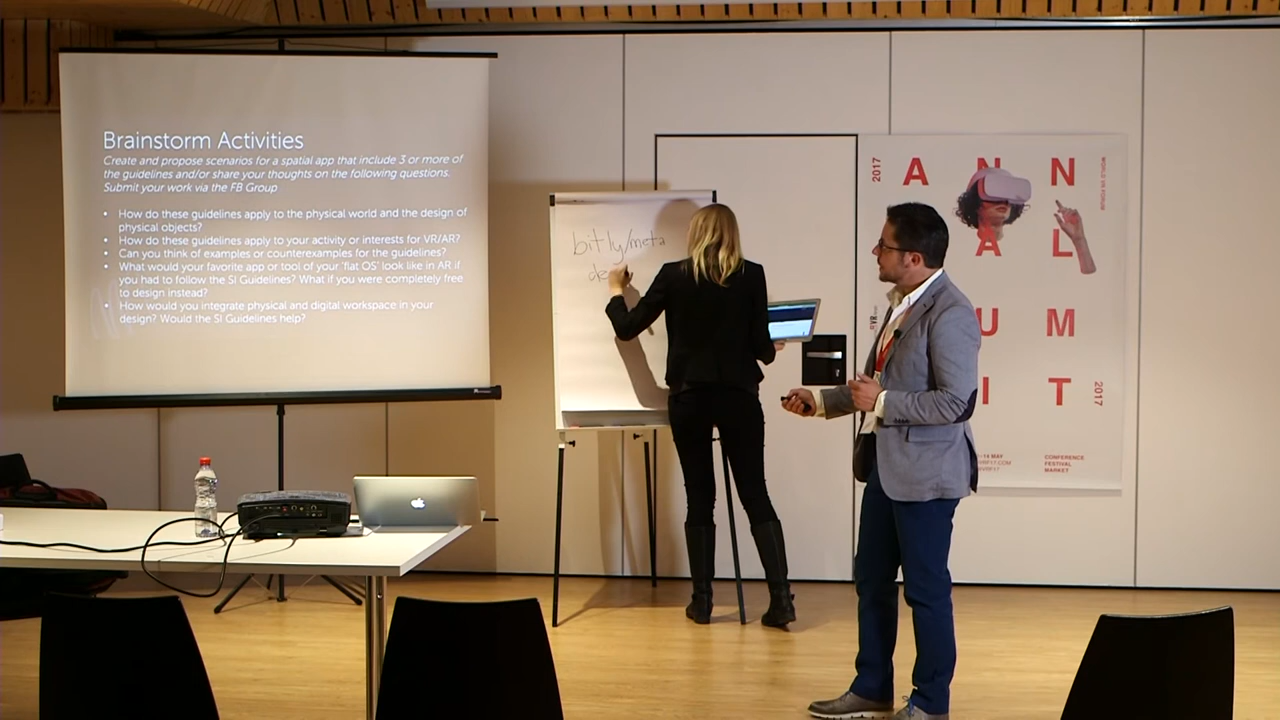 Brainstorm Activities
Create and propose scenarios for a spatial app that include 3 or more of
the guidelines and/or share your thoughts on the following questions.
Submit your work via the FB Group
• How do these guidelines apply to the physical world and the design of
physical objects?
• How do these guidelines apply to your activity or interests for VR/AR?
• Can you think of examples or counterexamples for the guidelines?
• What would your favorite app or tool of your 'flat OS' look like in AR if
you had to follow the SI Guidelines? What if you were completely free
to design instead?
• How would you integrate physical and digital workspace in your
design? Would the SI Guidelines help?
bit.ly/meta
de
2017
A N N
WORLD VR FORUM
A L
U M
I T
2017
14 MAY
CONFERENCE
FESTIVAL
MARKET